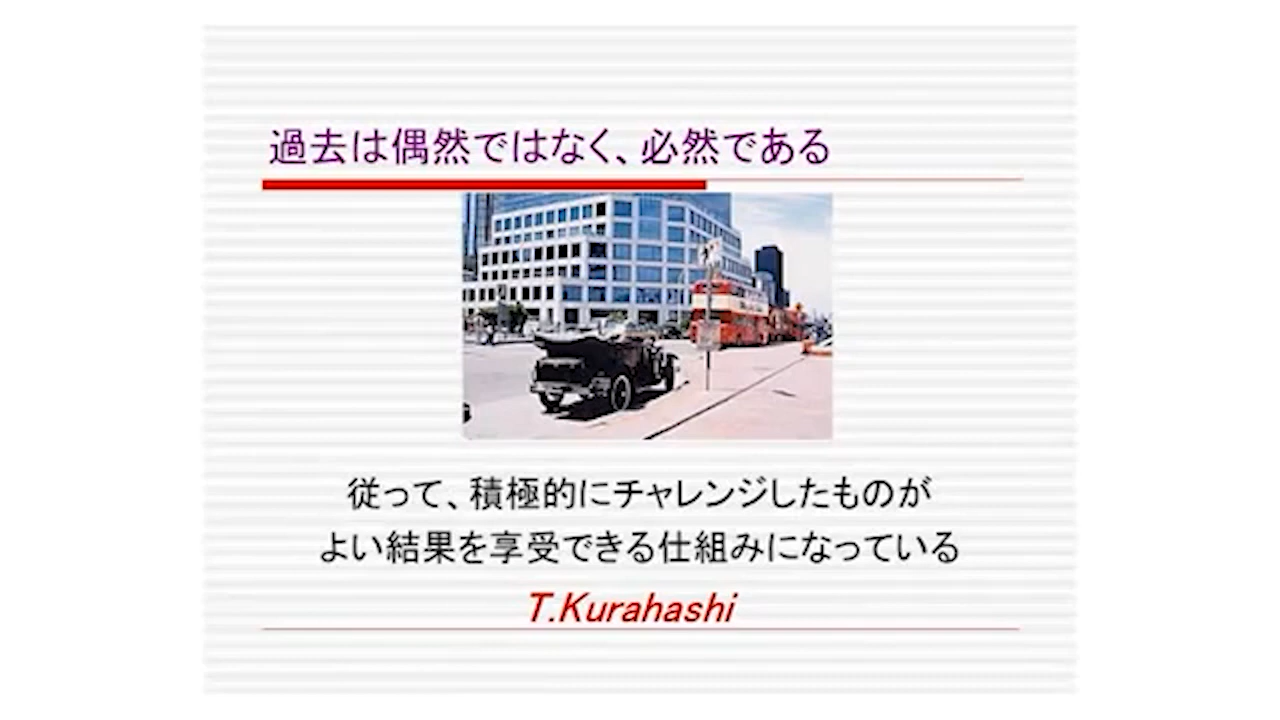 過去は偶然ではなく、必然である
従って、積極的にチャレンジしたものが
よい結果を享受できる仕組みになっている
T.Kurahashi